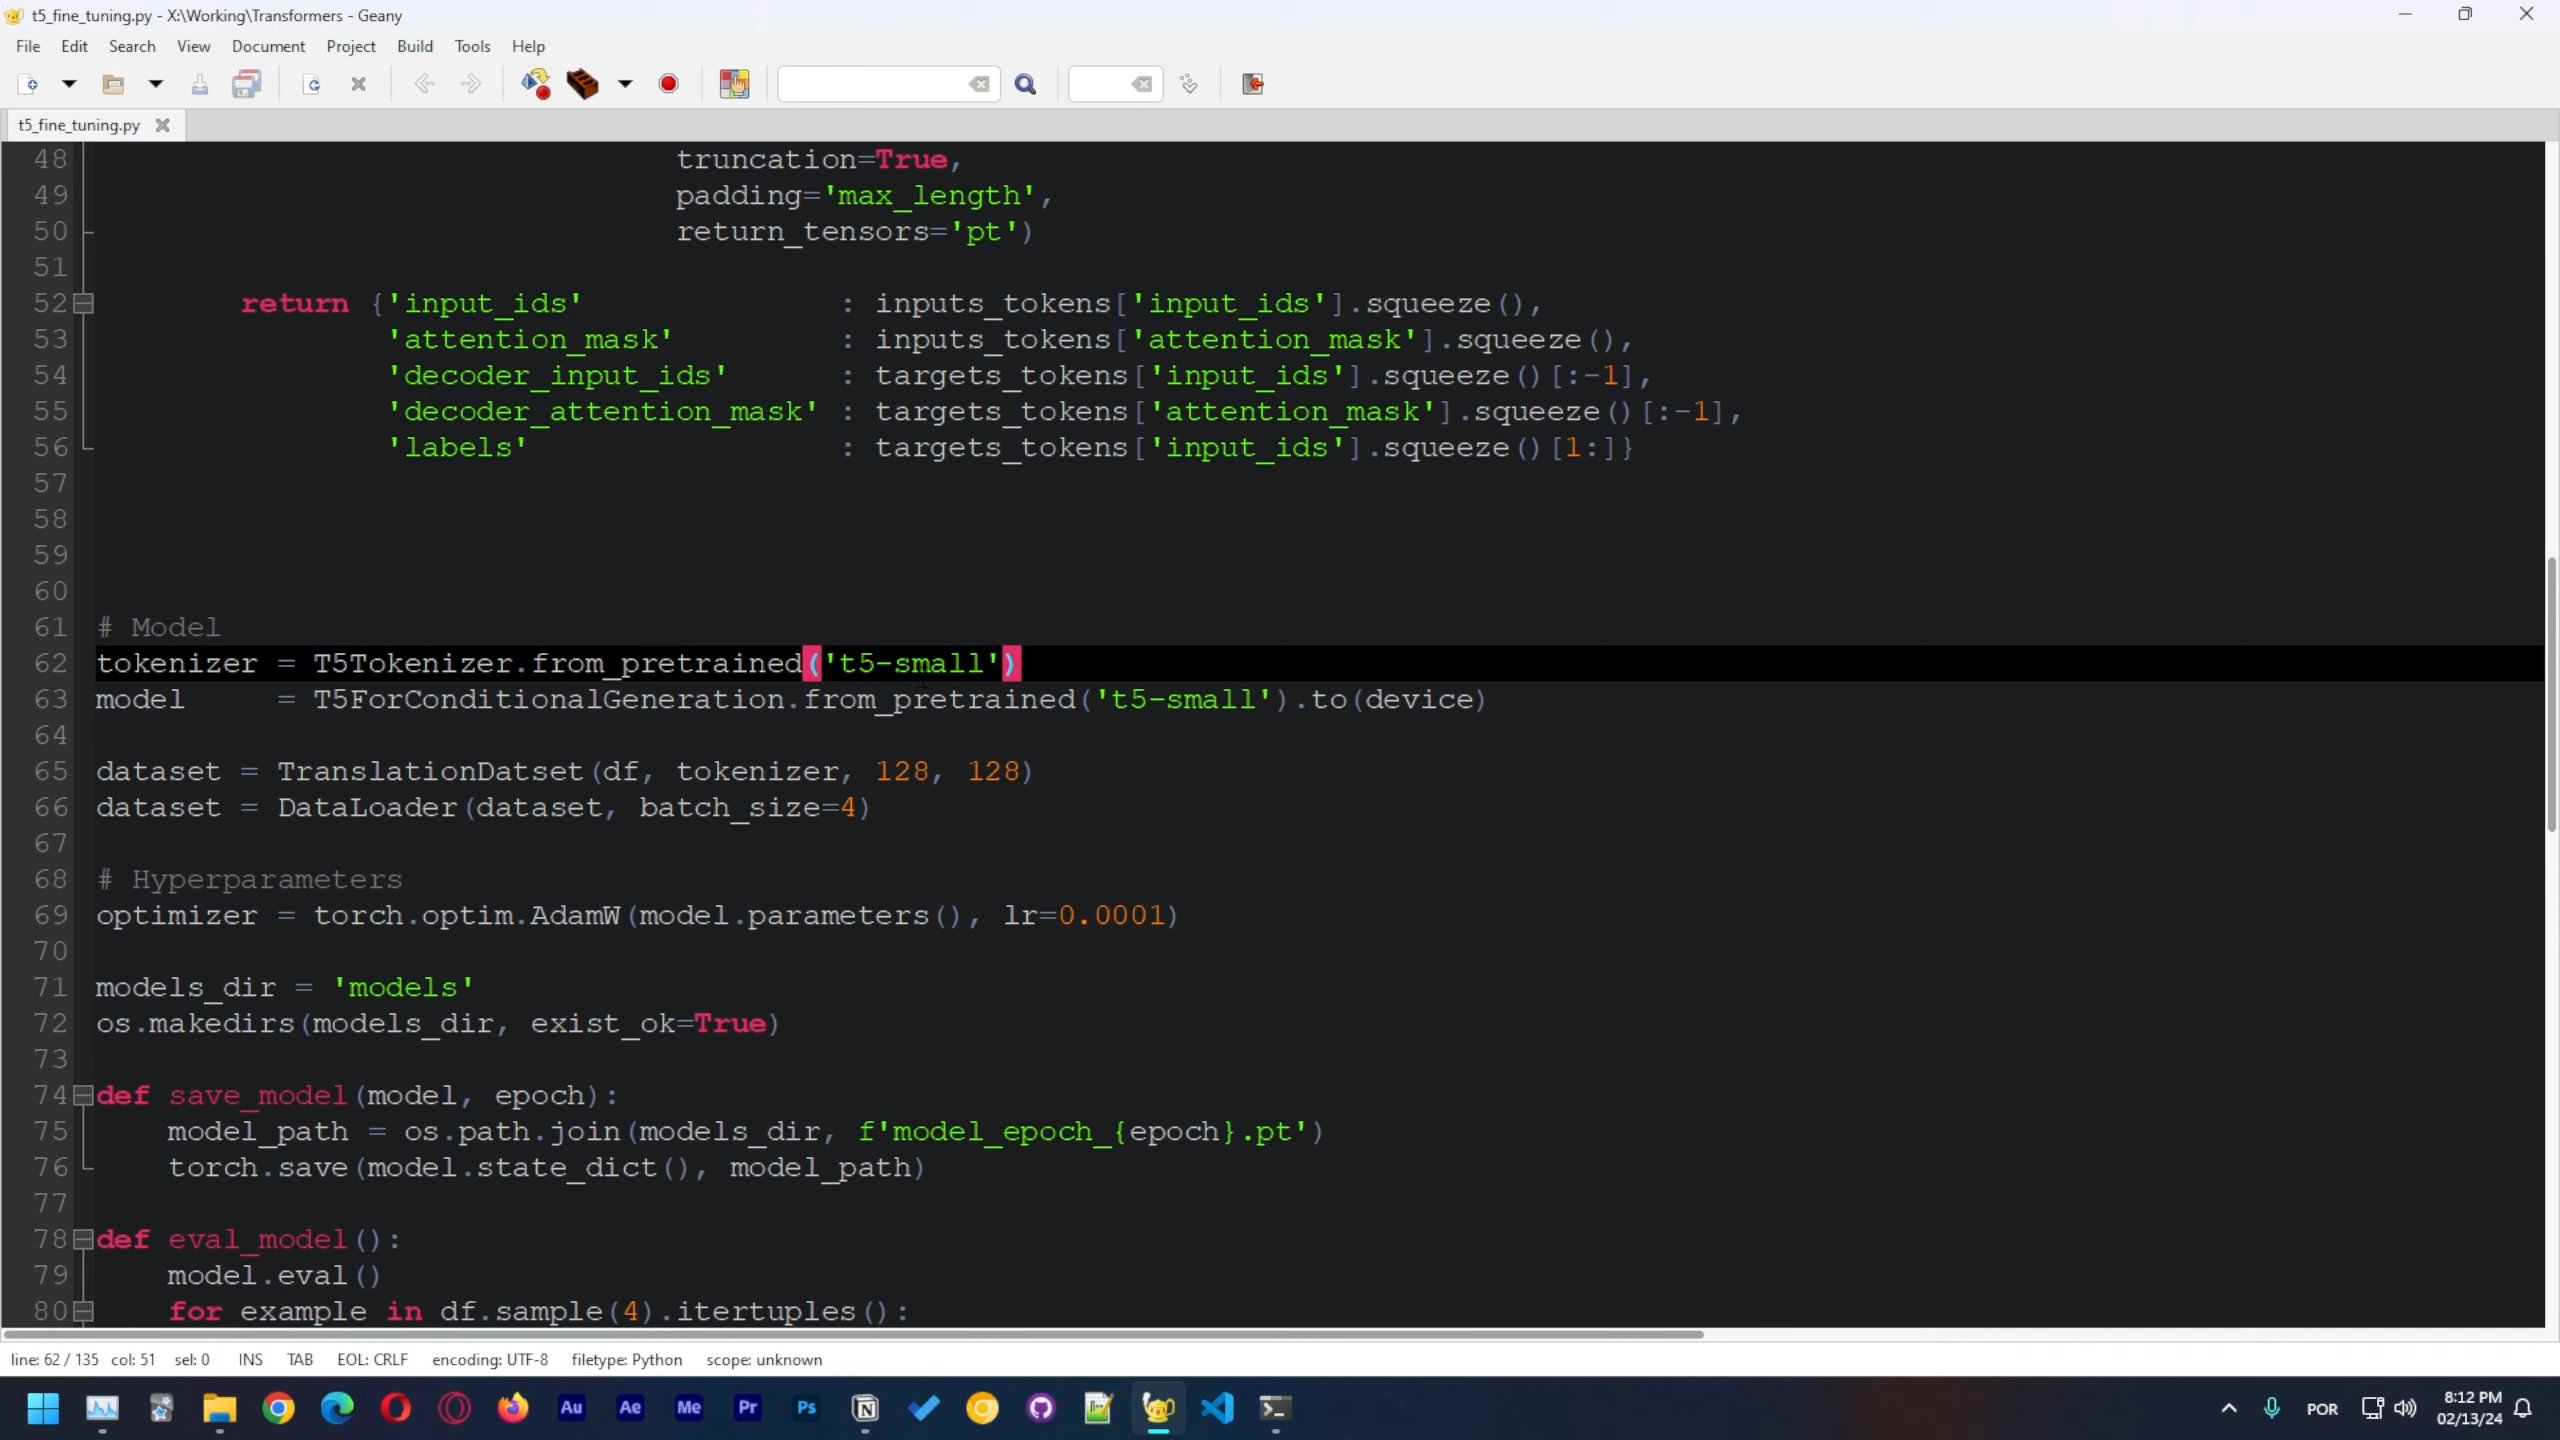 t5_fine_tuning.py - X:\Working\Transformers - Geany
File Edit Search View Document Project Build Tools Help
t5_fine_tuning.py
48 truncation=True,
49 padding='max_length',
50 return_tensors='pt')
51
52 return {'input_ids' : inputs_tokens['input_ids'].squeeze(),
53 'attention_mask' : inputs_tokens['attention_mask'].squeeze(),
54 'decoder_input_ids' : targets_tokens['input_ids'].squeeze()[:-1],
55 'decoder_attention_mask' : targets_tokens['attention_mask'].squeeze()[:-1],
56 'labels' : targets_tokens['input_ids'].squeeze()[1:]}
57
58
59
60
61 # Model
62 tokenizer = T5Tokenizer.from_pretrained('t5-small')
63 model = T5ForConditionalGeneration.from_pretrained('t5-small').to(device)
64
65 dataset = TranslationDatset(df, tokenizer, 128, 128)
66 dataset = DataLoader(dataset, batch_size=4)
67
68 # Hyperparameters
69 optimizer = torch.optim.AdamW(model.parameters(), lr=0.0001)
70
71 models_dir = 'models'
72 os.makedirs(models_dir, exist_ok=True)
73
74 def save_model(model, epoch):
75 model_path = os.path.join(models_dir, f'model_epoch_{epoch}.pt')
76 torch.save(model.state_dict(), model_path)
77
78 def eval_model():
79 model.eval()
80 for example in df.sample(4).itertuples():
line: 62 / 135 col: 51 sel: 0 INS TAB EOL: CRLF encoding: UTF-8 filetype: Python scope: unknown
Au Ae Me Pr Ps N POR 8:12 PM
02/13/24